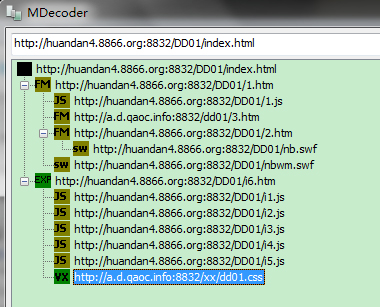 MDecoder
http://huandan4.8866.org:8832/DD01/index.html
http://huandan4.8866.org:8832/DD01/index.html
FM http://huandan4.8866.org:8832/DD01/1.htm
JS http://huandan4.8866.org:8832/DD01/1.js
FM http://a.d.qaoc.info:8832/dd01/3.htm
FM http://huandan4.8866.org:8832/DD01/2.htm
sw http://huandan4.8866.org:8832/DD01/nb.swf
sw http://huandan4.8866.org:8832/DD01/nbwm.swf
EXP http://huandan4.8866.org:8832/DD01/i6.htm
JS http://huandan4.8866.org:8832/DD01/i1.js
JS http://huandan4.8866.org:8832/DD01/i2.js
JS http://huandan4.8866.org:8832/DD01/i3.js
JS http://huandan4.8866.org:8832/DD01/i4.js
JS http://huandan4.8866.org:8832/DD01/i5.js
VX http://a.d.qaoc.info:8832/xx/dd01.css